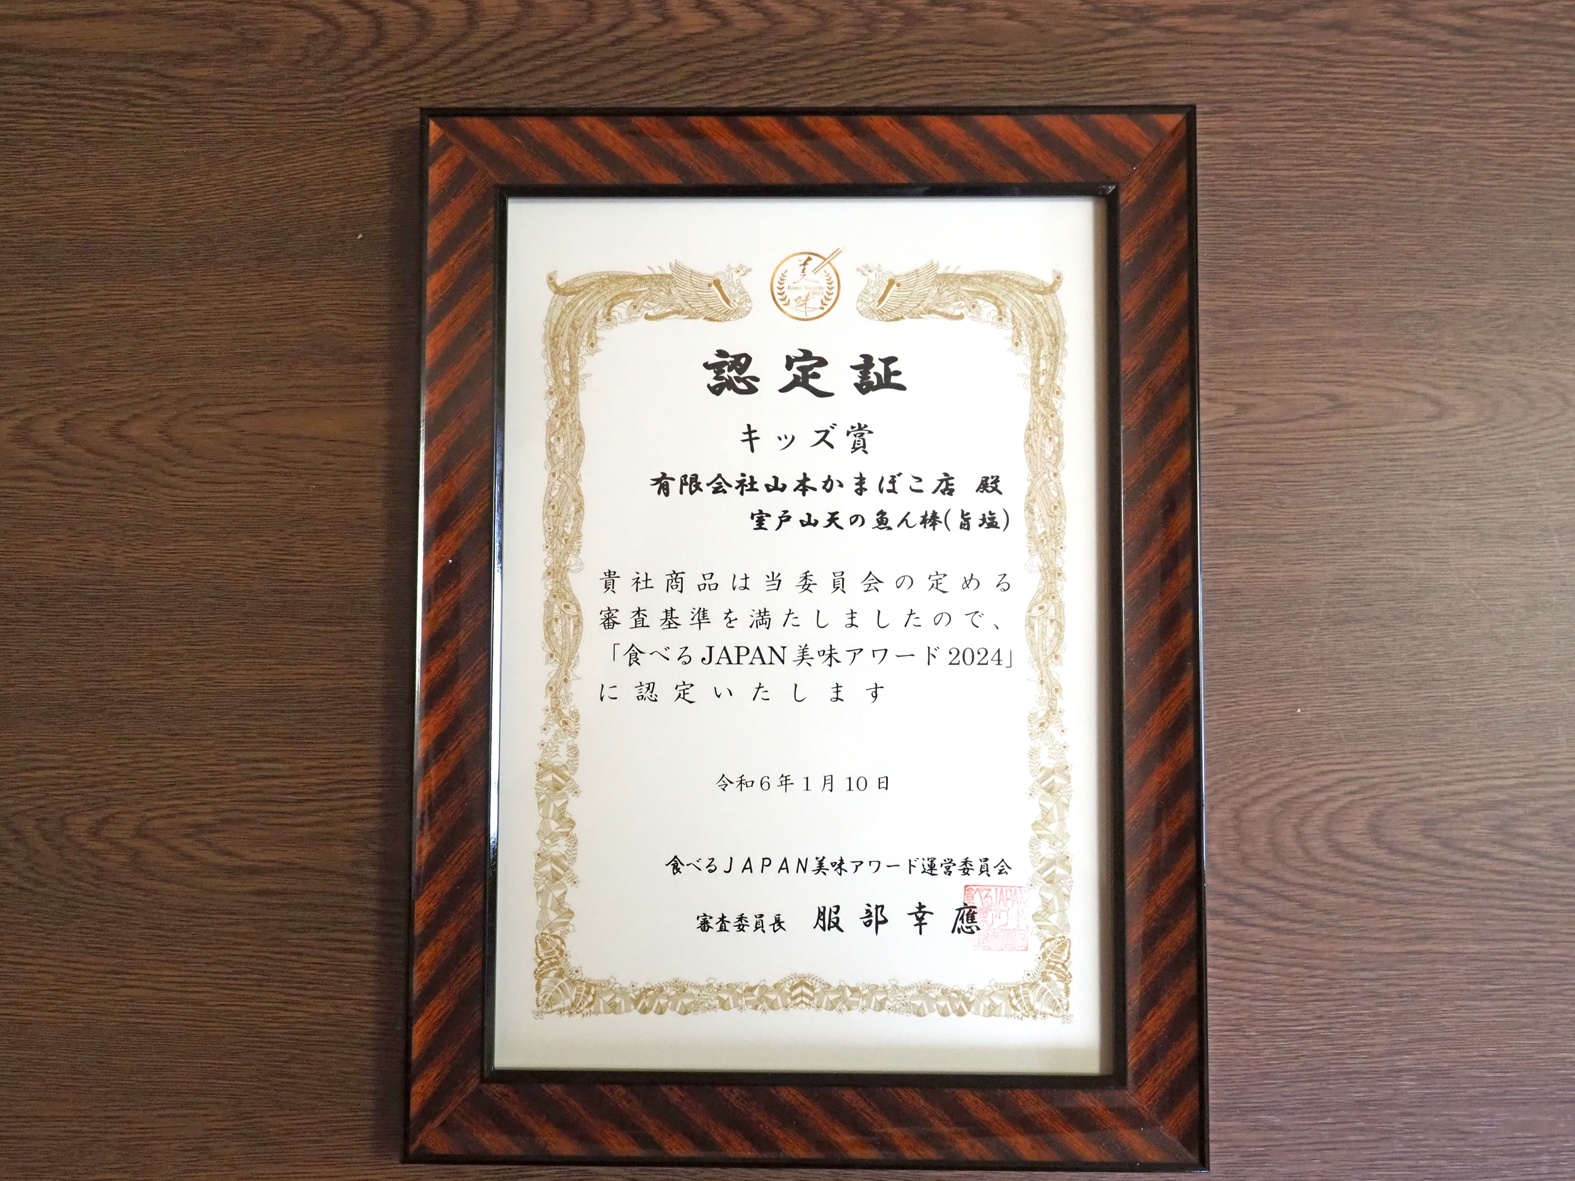 美味
認定証
キッズ賞
有限会社山本かまぼこ店 殿
室戸山天の魚ん棒(旨塩)
貴社商品は当委員会の定める
審査基準を満たしましたので、
「食べるJAPAN美味アワード2024」
に認定いたします
令和6年1月10日
食べるJAPAN美味アワード運営委員会
審査委員長 服部幸應